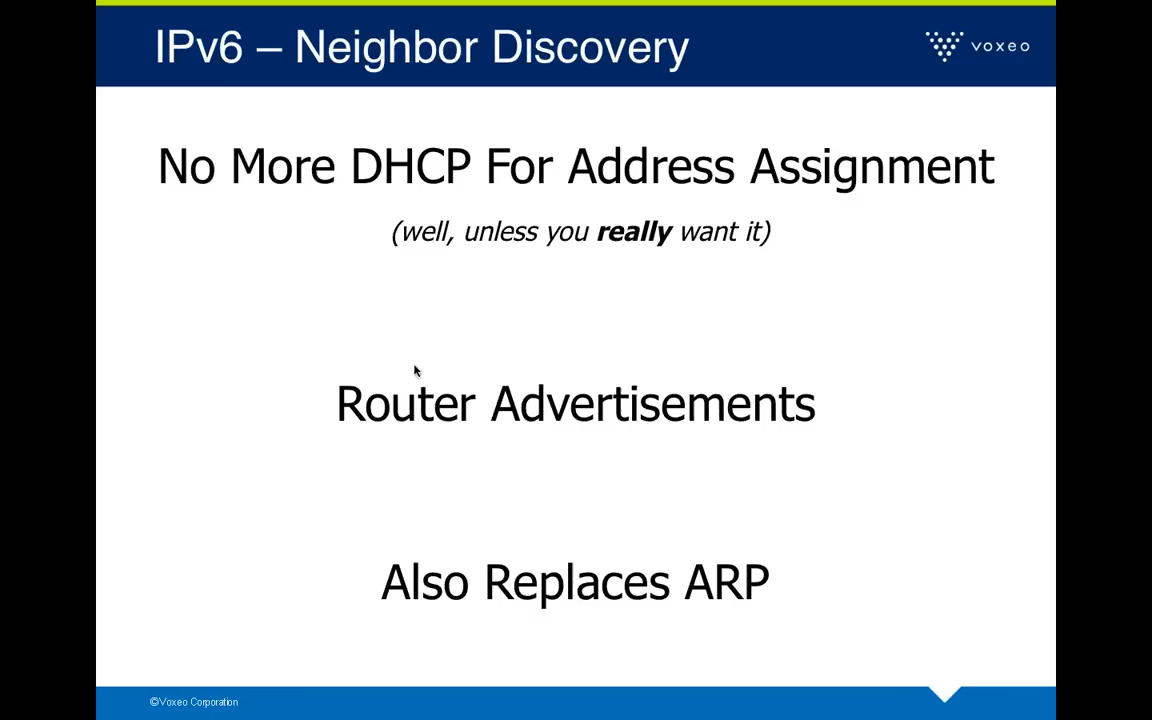 IPv6 – Neighbor Discovery
voxeo
No More DHCP For Address Assignment
(well, unless you really want it)
Router Advertisements
Also Replaces ARP
©Voxeo Corporation